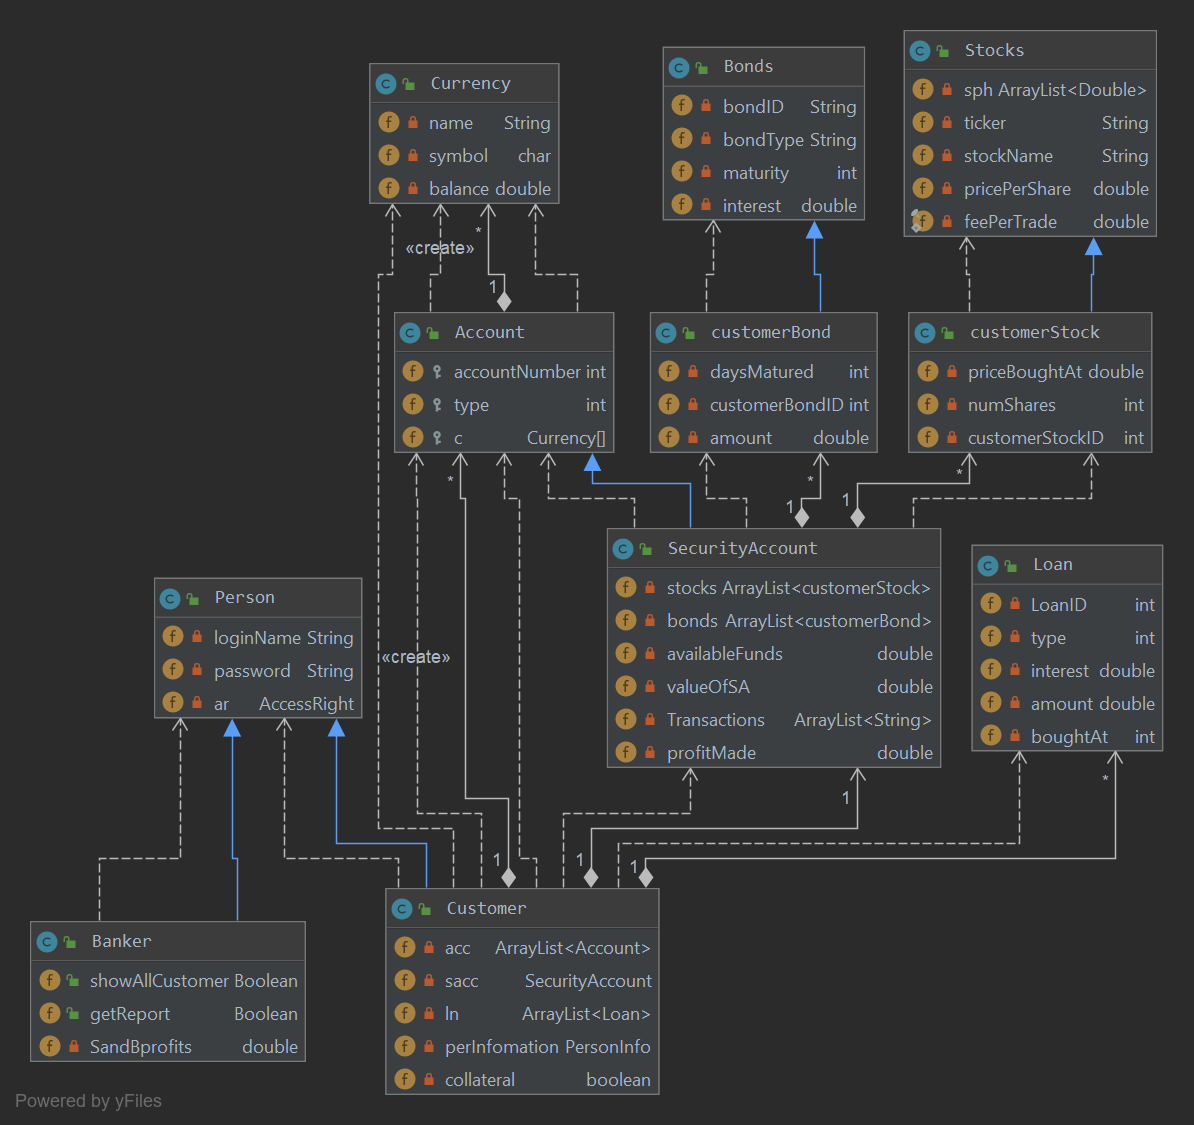 Currency
name String
symbol char
balance double
Bonds
bondID String
bondType String
maturity int
interest double
Stocks
sph ArrayList<Double>
ticker String
stockName String
pricePerShare double
feePerTrade double
«create»
*
1
Account
accountNumber int
type int
c Currency[]
customerBond
daysMatured int
customerBondID int
amount double
customerStock
priceBoughtAt double
numShares int
customerStockID int
*
*
*
1
1
SecurityAccount
stocks ArrayList<customerStock>
bonds ArrayList<customerBond>
availableFunds double
valueOfSA double
Transactions ArrayList<String>
profitMade double
Loan
LoanID int
type int
interest double
amount double
boughtAt int
Person
loginName String
password String
ar AccessRight
«create»
1
*
1
1
1
Banker
showAllCustomer Boolean
getReport Boolean
SandBprofits double
Customer
acc ArrayList<Account>
sacc SecurityAccount
ln ArrayList<Loan>
perInfomation PersonInfo
collateral boolean
Powered by yFiles